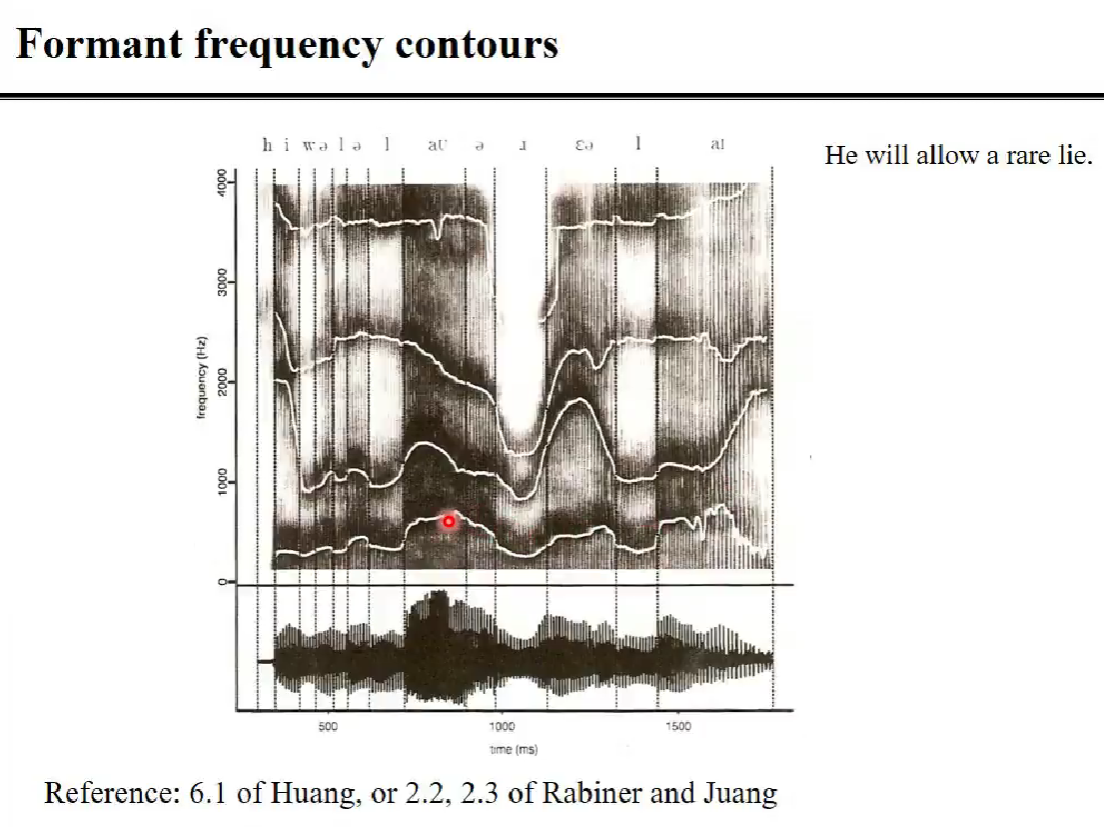 Formant frequency contours
h i w ə l ə l aʊ ə ɹ ɛə l aɪ
He will allow a rare lie.
4000
3000
2000
1000
0
frequency (Hz)
500 1000 1500
time (ms)
Reference: 6.1 of Huang, or 2.2, 2.3 of Rabiner and Juang